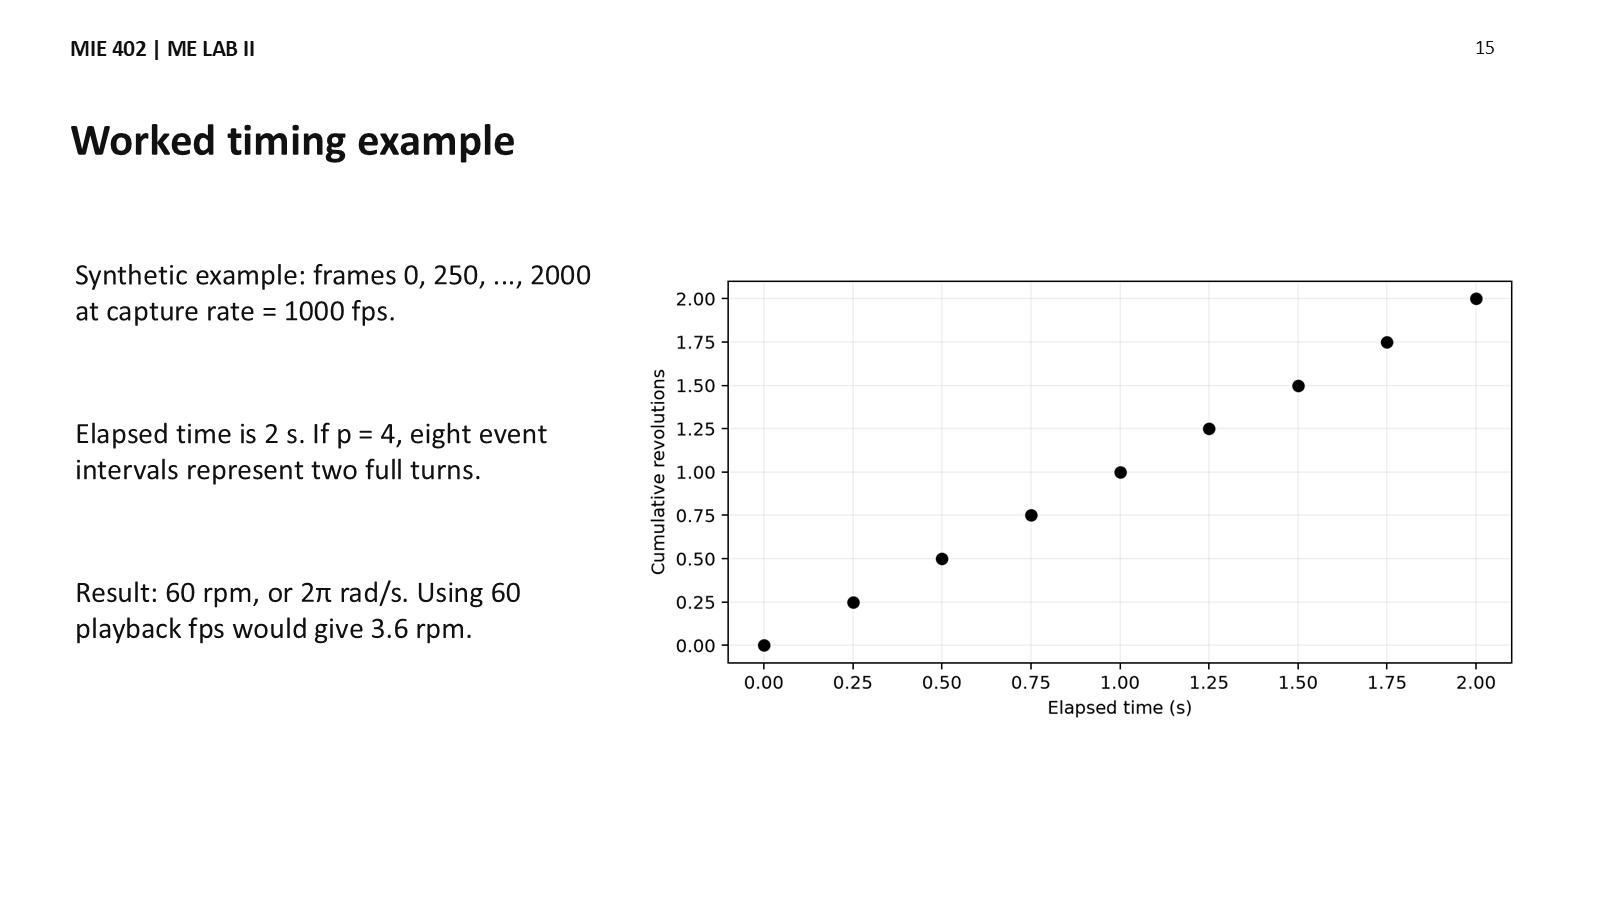 MIE 402 | ME LAB II
15
Worked timing example
Synthetic example: frames 0, 250, ..., 2000
at capture rate = 1000 fps.
Elapsed time is 2 s. If p = 4, eight event
intervals represent two full turns.
Result: 60 rpm, or 2π rad/s. Using 60
playback fps would give 3.6 rpm.
Cumulative revolutions
2.00
1.75
1.50
1.25
1.00
0.75
0.50
0.25
0.00
0.00 0.25 0.50 0.75 1.00 1.25 1.50 1.75 2.00
Elapsed time (s)